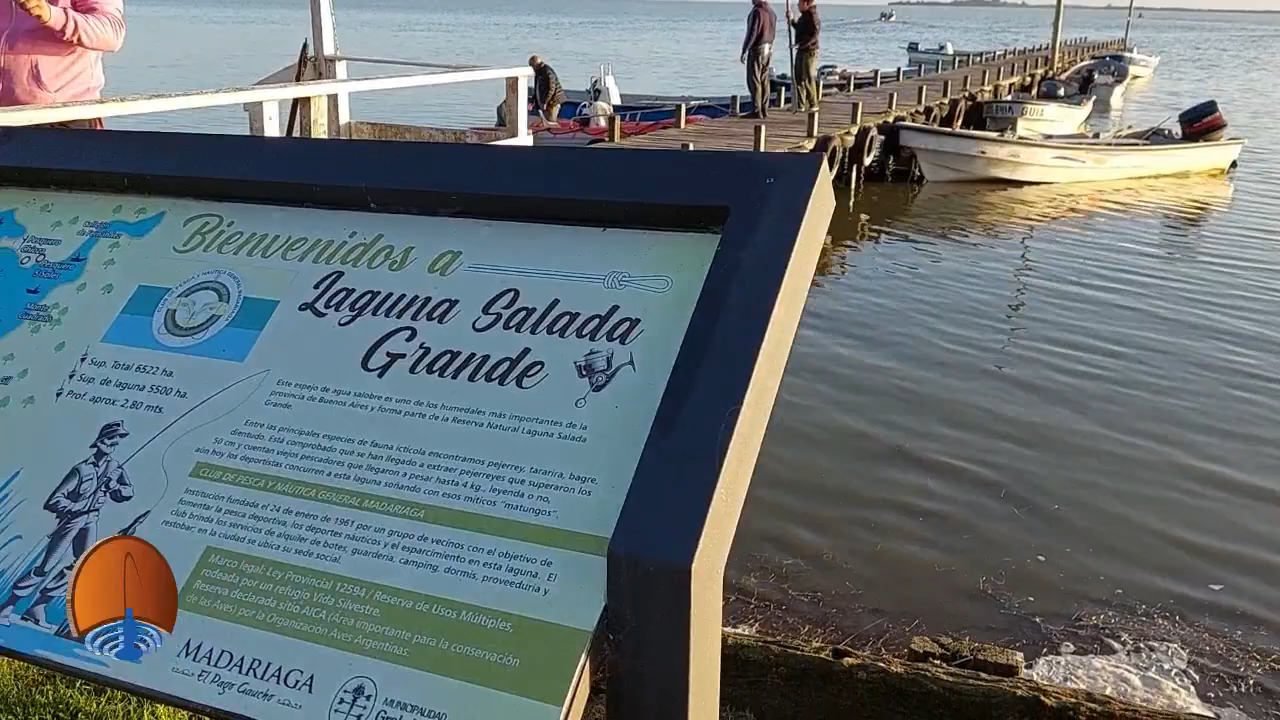 Bienvenidos a
Laguna Salada
Grande
Sup. Total 6522 ha.
Sup. de laguna 5500 ha.
Prof. aprox: 2,80 mts.
Este espejo de agua salobre es uno de los humedales más importantes de la
provincia de Buenos Aires y forma parte de la Reserva Natural Laguna Salada
Grande.
Entre las principales especies de fauna ictícola encontramos pejerrey, tararira, bagre,
dientudo. Está comprobado que se han llegado a extraer pejerreyes que superaron los
50 cm y cuentan viejos pescadores que llegaron a pesar hasta 4 kg., leyenda o no,
aún hoy los deportistas concurren a esta laguna soñando con esos míticos "matungos".
CLUB DE PESCA Y NÁUTICA GENERAL MADARIAGA
Institución fundada el 24 de enero de 1961 por un grupo de vecinos con el objetivo de
fomentar la pesca deportiva, los deportes náuticos y el esparcimiento en esta laguna. El
club brinda los servicios de alquiler de botes, guardería, camping, dormis, proveeduría y
restobar; en la ciudad se ubica su sede social.
Marco legal: Ley Provincial 12594 / Reserva de Usos Múltiples,
rodeada por un refugio Vida Silvestre.
Reserva declarada sitio AICA (Área importante para la conservación
de las Aves) por la Organización Aves Argentinas.
MADARIAGA
El Pago Gaucho
MUNICIPALIDAD